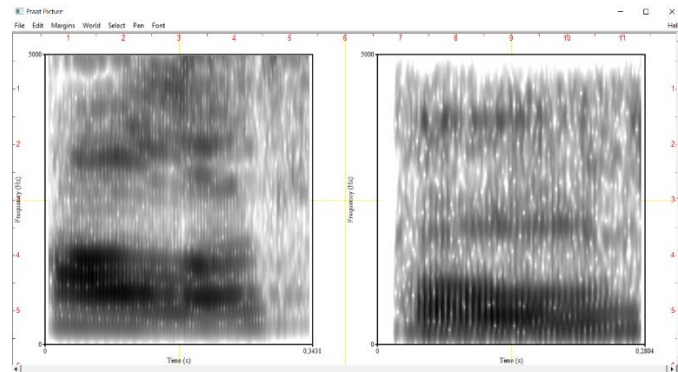 Praat Picture
File Edit Margins World Select Pen Font Hel
1 2 3 4 5 6 7 8 9 10 11
5000 5000
1 1
2 2
Frequency (Hz) Frequency (Hz)
3 3
4 4
5 5
0 0
0 Time (s) 0.3431 0 Time (s) 0.2804